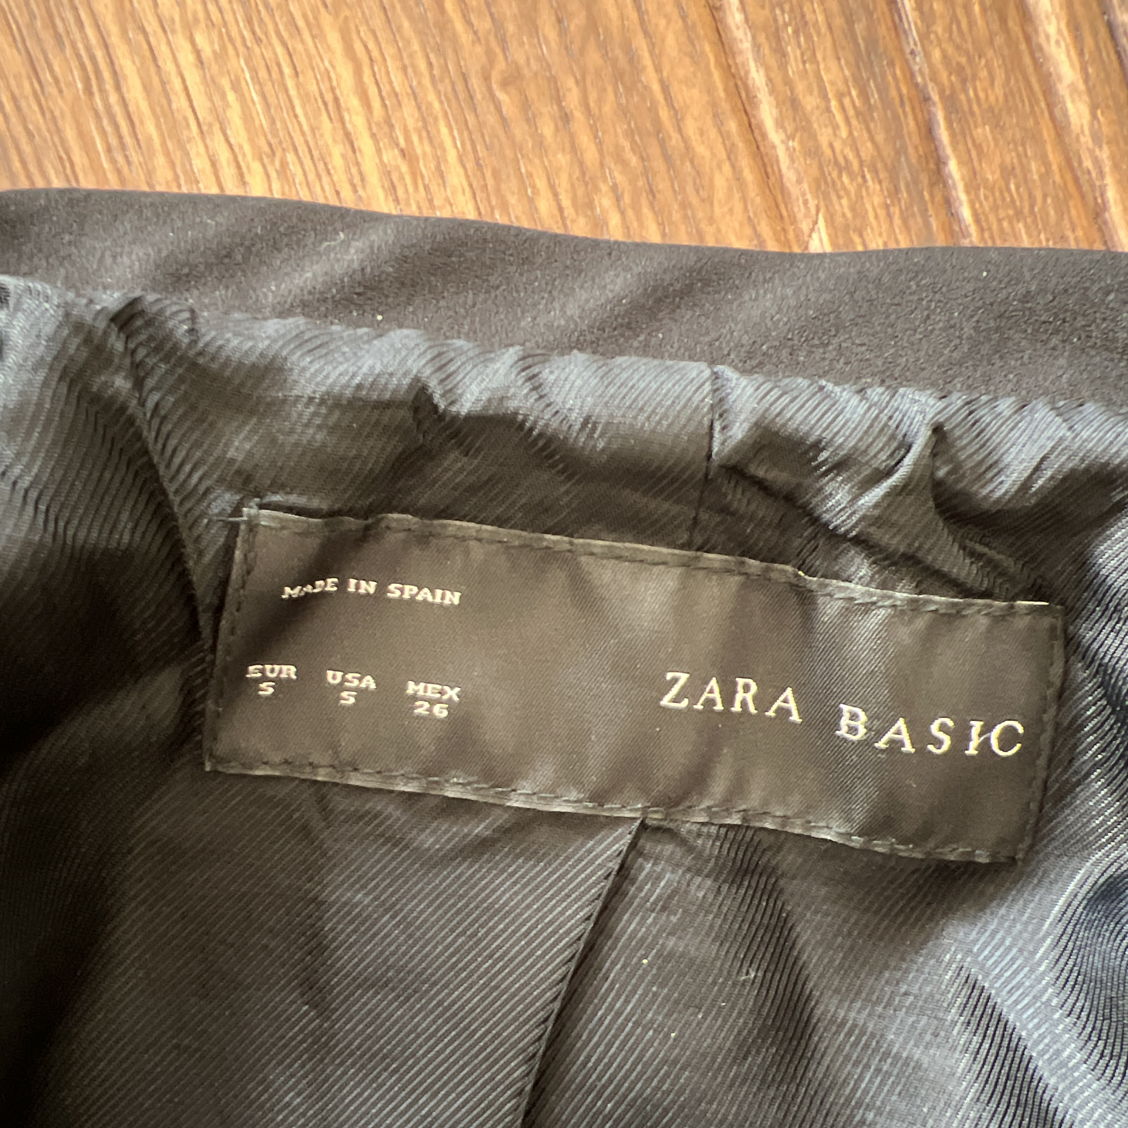 MADE IN SPAIN
EUR USA MEX
S S 26
ZARA BASIC